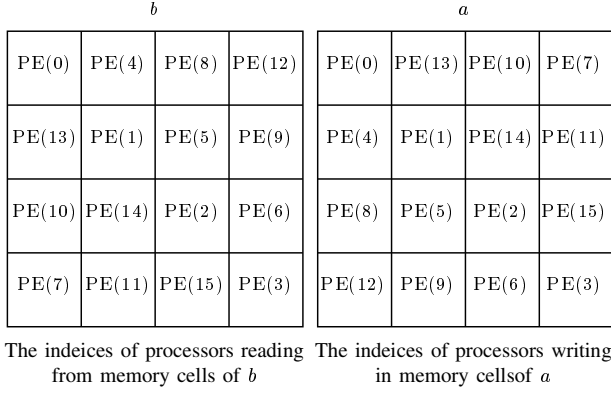 b a
PE(0) PE(4) PE(8) PE(12) PE(0) PE(13) PE(10) PE(7)
PE(13) PE(1) PE(5) PE(9) PE(4) PE(1) PE(14) PE(11)
PE(10) PE(14) PE(2) PE(6) PE(8) PE(5) PE(2) PE(15)
PE(7) PE(11) PE(15) PE(3) PE(12) PE(9) PE(6) PE(3)
The indeices of processors reading The indeices of processors writing
from memory cells of b in memory cellsof a